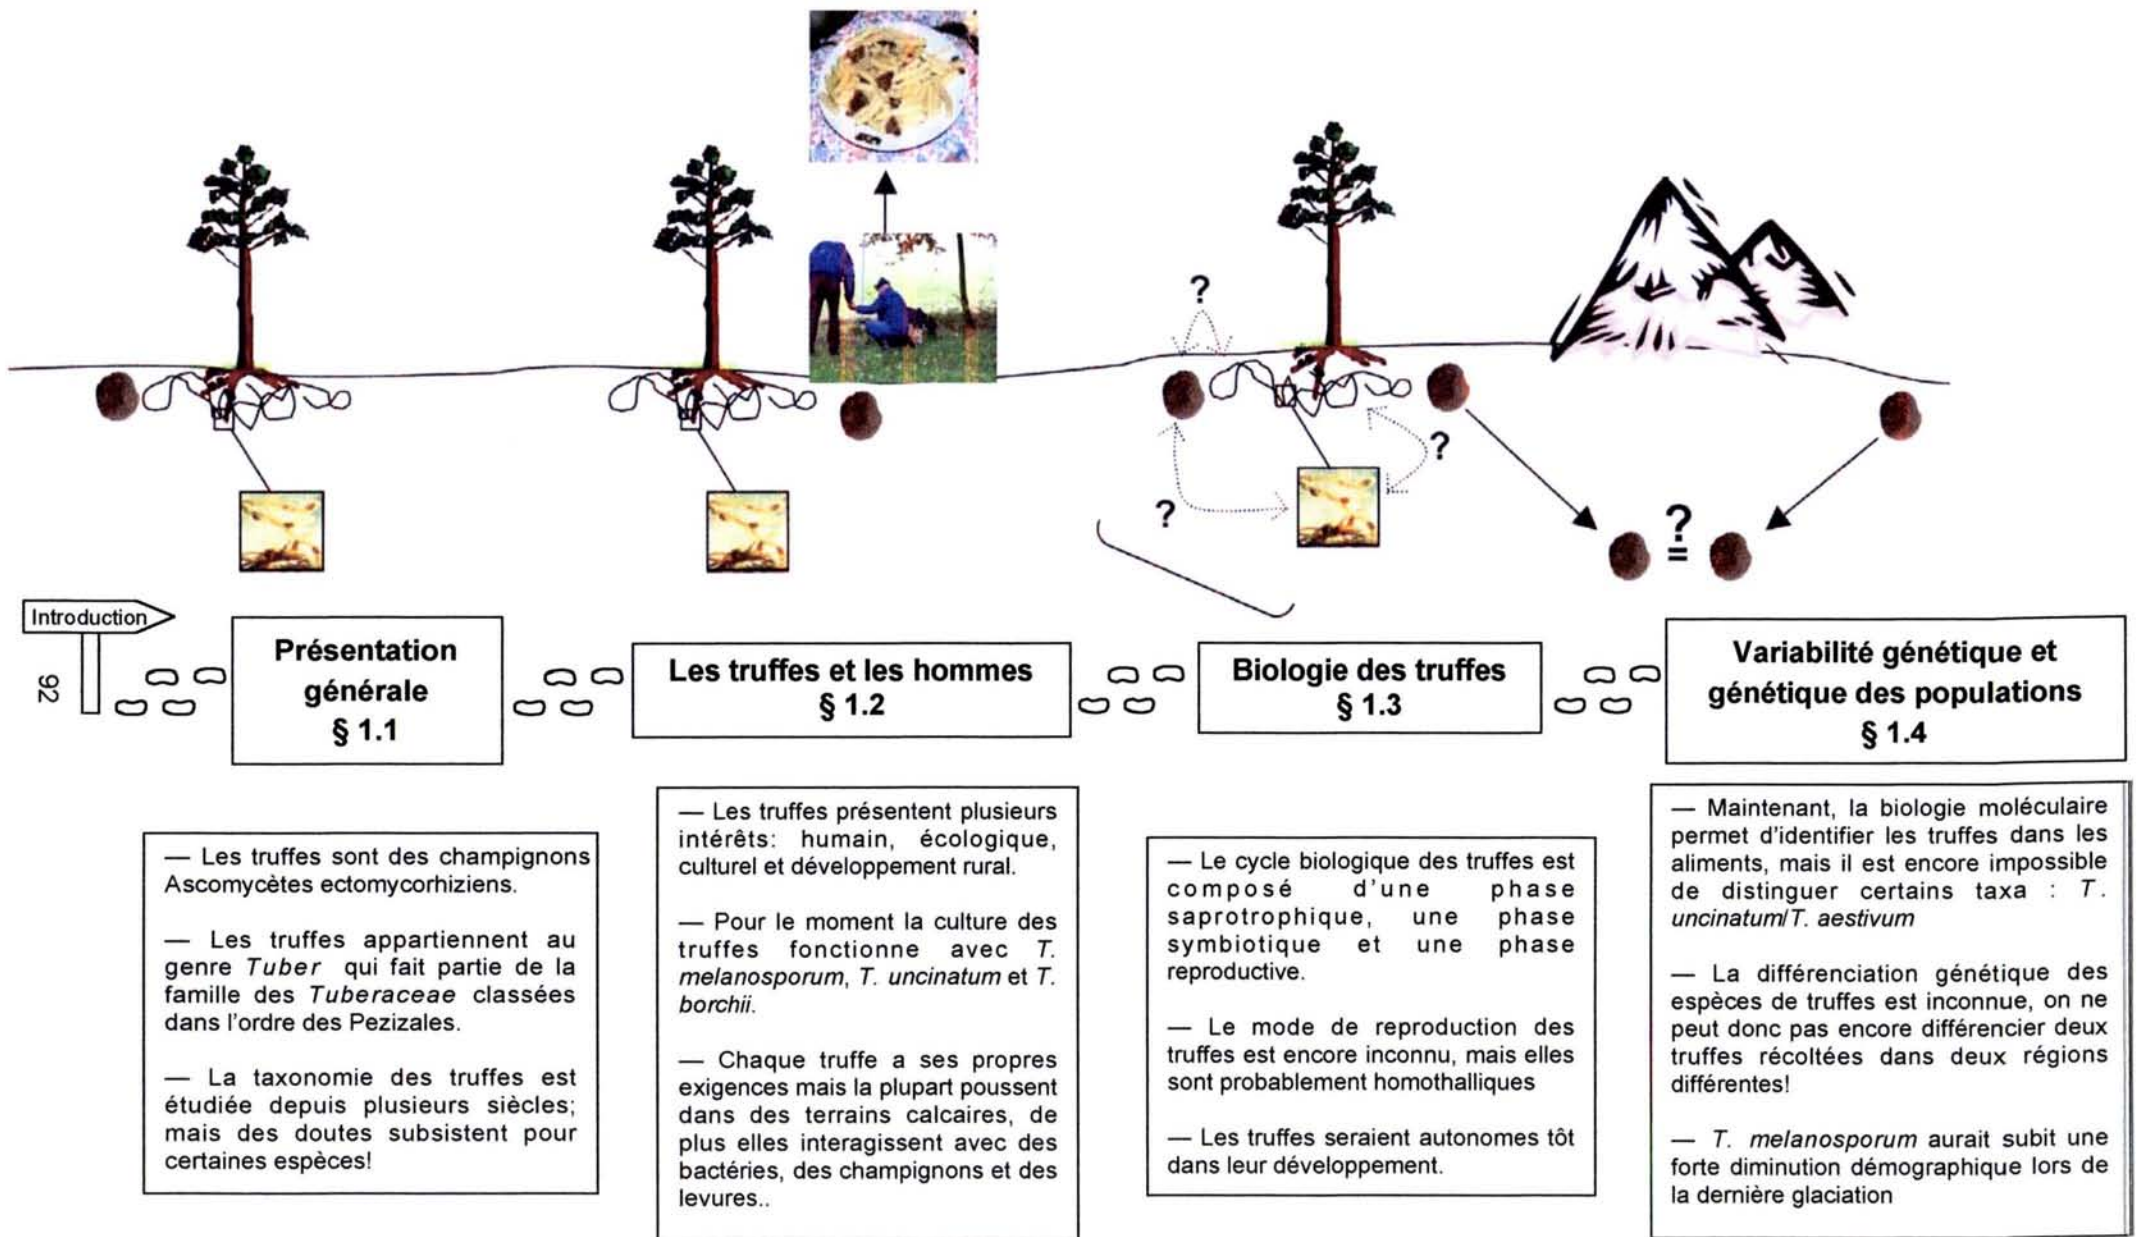 ?
?
?
?
=
Introduction
92
Présentation
générale
§ 1.1
Les truffes et les hommes
§ 1.2
Biologie des truffes
§ 1.3
Variabilité génétique et
génétique des populations
§ 1.4
— Les truffes sont des champignons
Ascomycètes ectomycorhiziens.
— Les truffes appartiennent au
genre Tuber qui fait partie de la
famille des Tuberaceae classées
dans l'ordre des Pezizales.
— La taxonomie des truffes est
étudiée depuis plusieurs siècles;
mais des doutes subsistent pour
certaines espèces!
— Les truffes présentent plusieurs
intérêts: humain, écologique,
culturel et développement rural.
— Pour le moment la culture des
truffes fonctionne avec T.
melanosporum, T. uncinatum et T.
borchii.
— Chaque truffe a ses propres
exigences mais la plupart poussent
dans des terrains calcaires, de
plus elles interagissent avec des
bactéries, des champignons et des
levures..
— Le cycle biologique des truffes est
composé d'une phase
saprotrophique, une phase
symbiotique et une phase
reproductive.
— Le mode de reproduction des
truffes est encore inconnu, mais elles
sont probablement homothalliques
— Les truffes seraient autonomes tôt
dans leur développement.
— Maintenant, la biologie moléculaire
permet d'identifier les truffes dans les
aliments, mais il est encore impossible
de distinguer certains taxa : T.
uncinatum/T. aestivum
— La différenciation génétique des
espèces de truffes est inconnue, on ne
peut donc pas encore différencier deux
truffes récoltées dans deux régions
différentes!
— T. melanosporum aurait subit une
forte diminution démographique lors de
la dernière glaciation